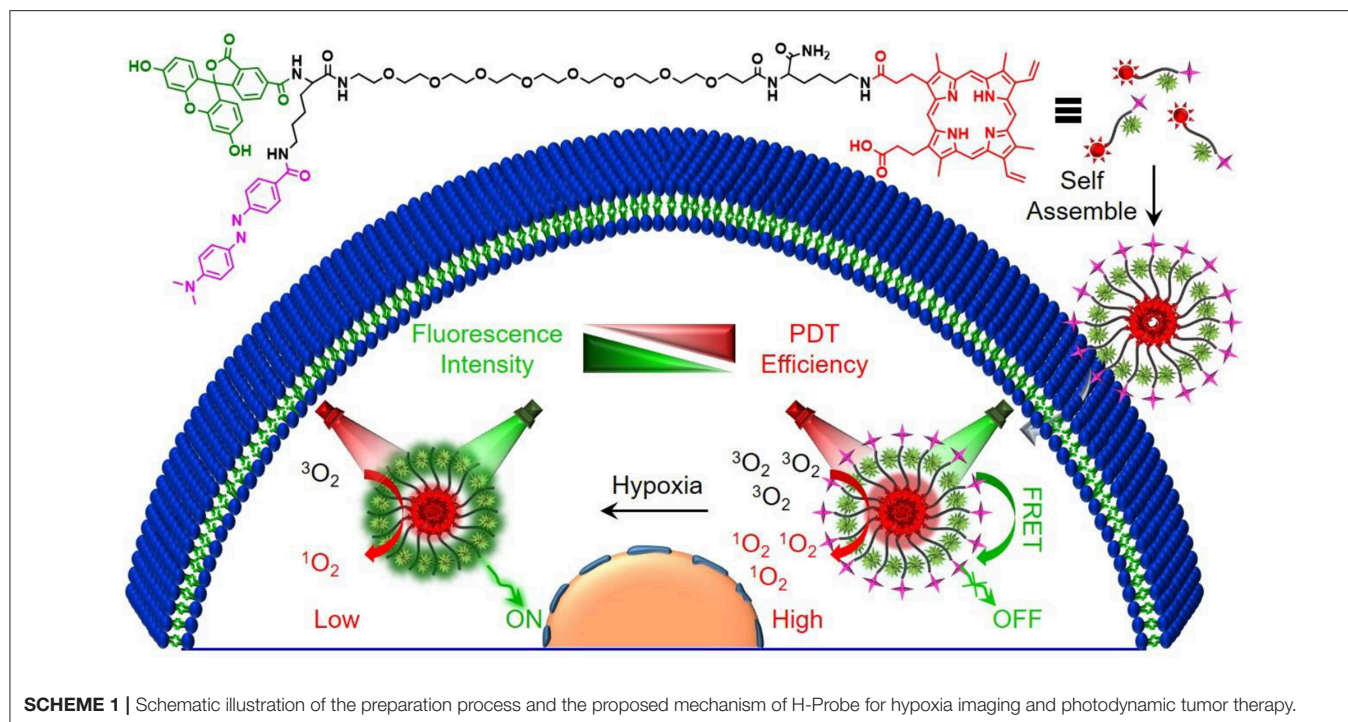 Self
Assemble
Fluorescence
Intensity
PDT
Efficiency
³O₂
³O₂ ³O₂
³O₂
Hypoxia
FRET
¹O₂
¹O₂ ¹O₂
¹O₂
Low
ON
High
OFF
O
O
HO
O
OH
O
H
N
O
H
N
O
O
O
O
O
O
O
O
O
N
H
O
NH₂
N
H
O
N
HN
NH
N
HO
O
HN
O
N
N
N
SCHEME 1 | Schematic illustration of the preparation process and the proposed mechanism of H-Probe for hypoxia imaging and photodynamic tumor therapy.